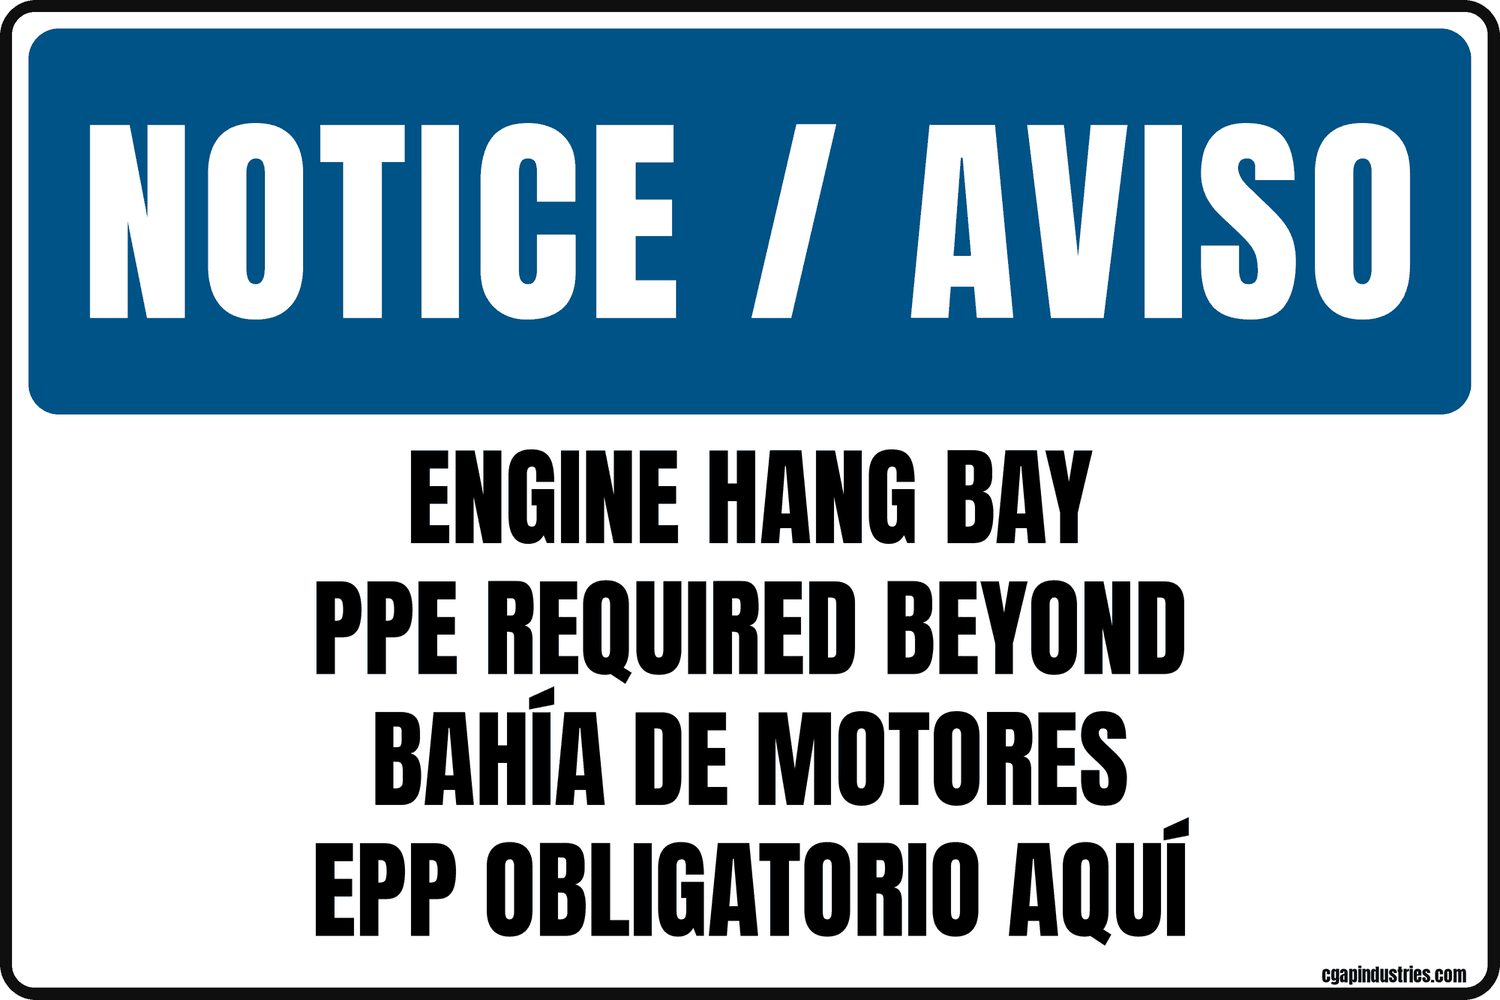 NOTICE / AVISO
ENGINE HANG BAY
PPE REQUIRED BEYOND
BAHÍA DE MOTORES
EPP OBLIGATORIO AQUÍ
cgapindustries.com